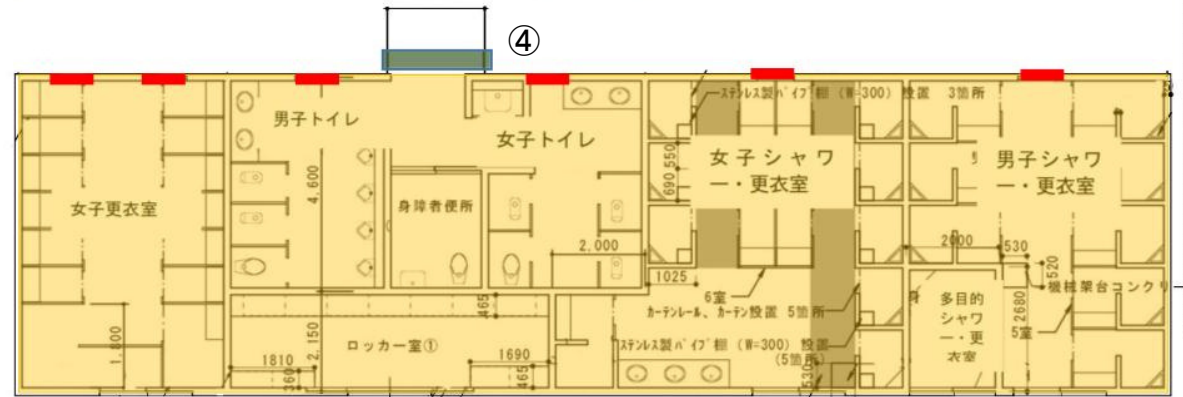 ④
ステンレス製パイプ棚 (W=300) 設置 3箇所
男子トイレ
女子トイレ
女子シャワ
ー・更衣室
男子シャワ
ー・更衣室
690 550
4,600
女子更衣室
身障者便所
2,000
2000
530
520
1025
6室
カーテンレール、カーテン設置 5箇所
身
多目的
シャワ
ー・更
衣室
機械架台コンクリー
2680
5室
465
1,800
2,150
ロッカー室①
ステンレス製パイプ棚 (W=300) 設置
(5箇所)
1810
360
1690
465
530